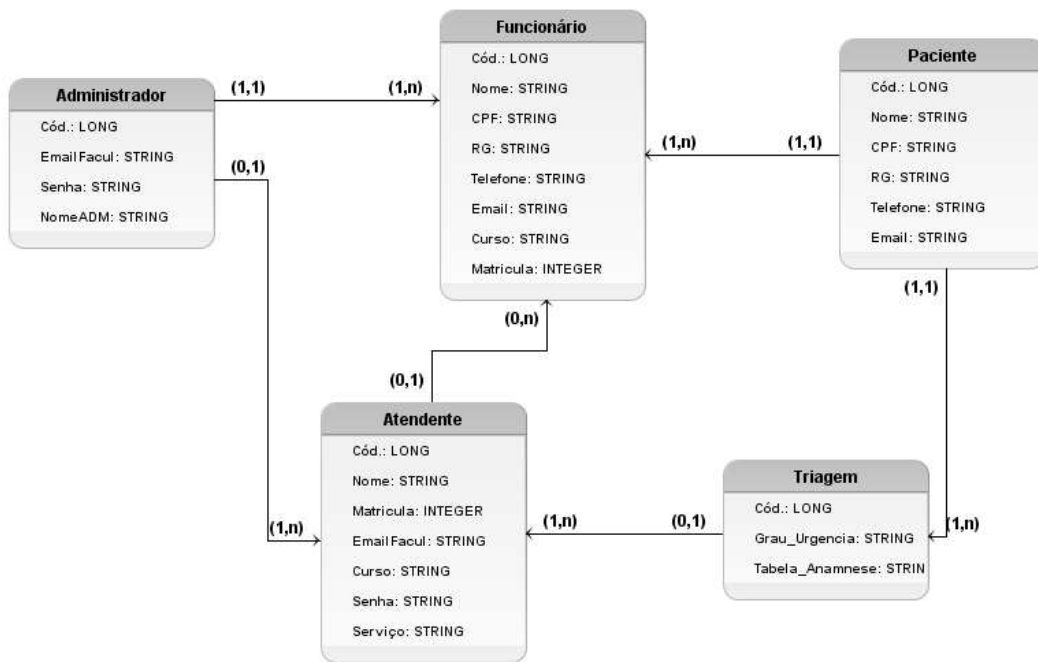 Funcionário
Cód.: LONG
Nome: STRING
CPF: STRING
RG: STRING
Telefone: STRING
Email: STRING
Curso: STRING
Matricula: INTEGER
Paciente
Cód.: LONG
Nome: STRING
CPF: STRING
RG: STRING
Telefone: STRING
Email: STRING
Administrador
Cód.: LONG
EmailFacul: STRING
Senha: STRING
NomeADM: STRING
(1,1)
(1,n)
(0,1)
(1,n)
(1,1)
(1,1)
(0,n)
(0,1)
Atendente
Cód.: LONG
Nome: STRING
Matricula: INTEGER
EmailFacul: STRING
Curso: STRING
Senha: STRING
Serviço: STRING
(1,n)
(1,n)
(0,1)
Triagem
Cód.: LONG
Grau_Urgencia: STRING
Tabela_Anamnese: STRIN
(1,n)